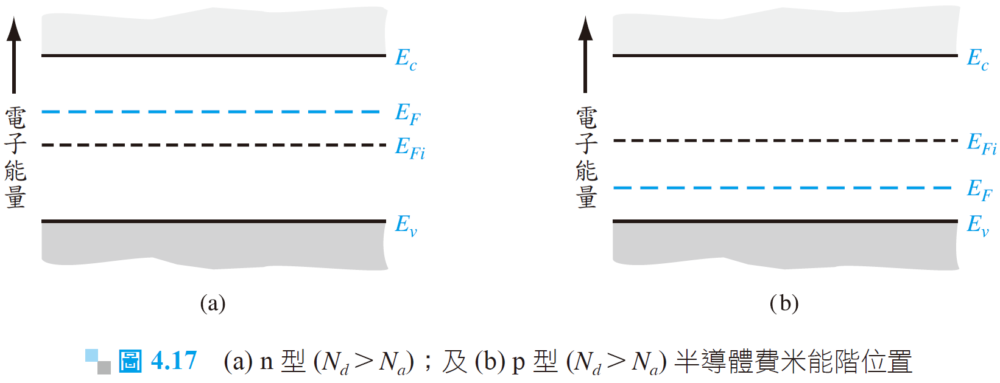 電子能量
E_c
E_F
E_Fi
E_v
(a)
電子能量
E_c
E_Fi
E_F
E_v
(b)
圖 4.17 (a) n 型 (N_d > N_a)；及 (b) p 型 (N_d > N_a) 半導體費米能階位置